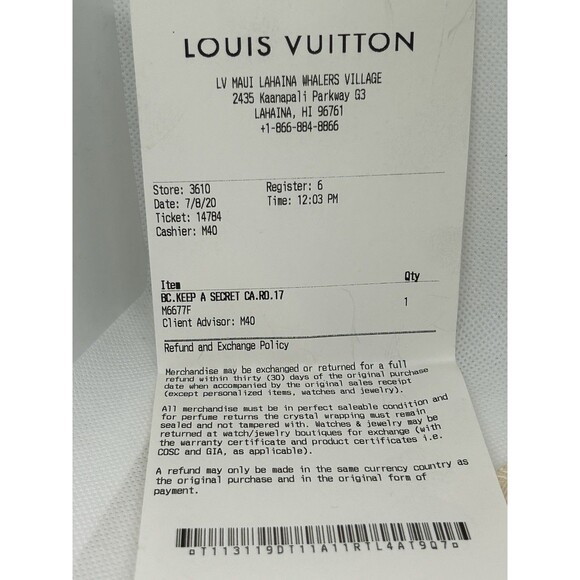 LOUIS VUITTON
LV MAUI LAHAINA WHALERS VILLAGE
2435 Kaanapali Parkway G3
LAHAINA, HI 96761
+1-866-884-8866
Store: 3610 Register: 6
Date: 7/8/20 Time: 12:03 PM
Ticket: 14784
Cashier: M40
Item Qty
BC.KEEP A SECRET CA.RO.17 1
M6677F
Client Advisor: M40
Refund and Exchange Policy
Merchandise may be exchanged or returned for a full
refund within thirty (30) days of the original purchase
date when accompanied by the original sales receipt
(except personalized items, watches and jewelry).
All merchandise must be in perfect saleable condition and
for perfume returns the crystal wrapping must remain
sealed and not tampered with. Watches & jewelry may be
returned at watch/jewelry boutiques for exchange (with
the warranty certificate and product certificates i.e.
COSC and GIA, as applicable).
A refund may only be made in the same currency country as
the original purchase and in the original form of
payment.
T113119DT11A11RTL4AT9Q7